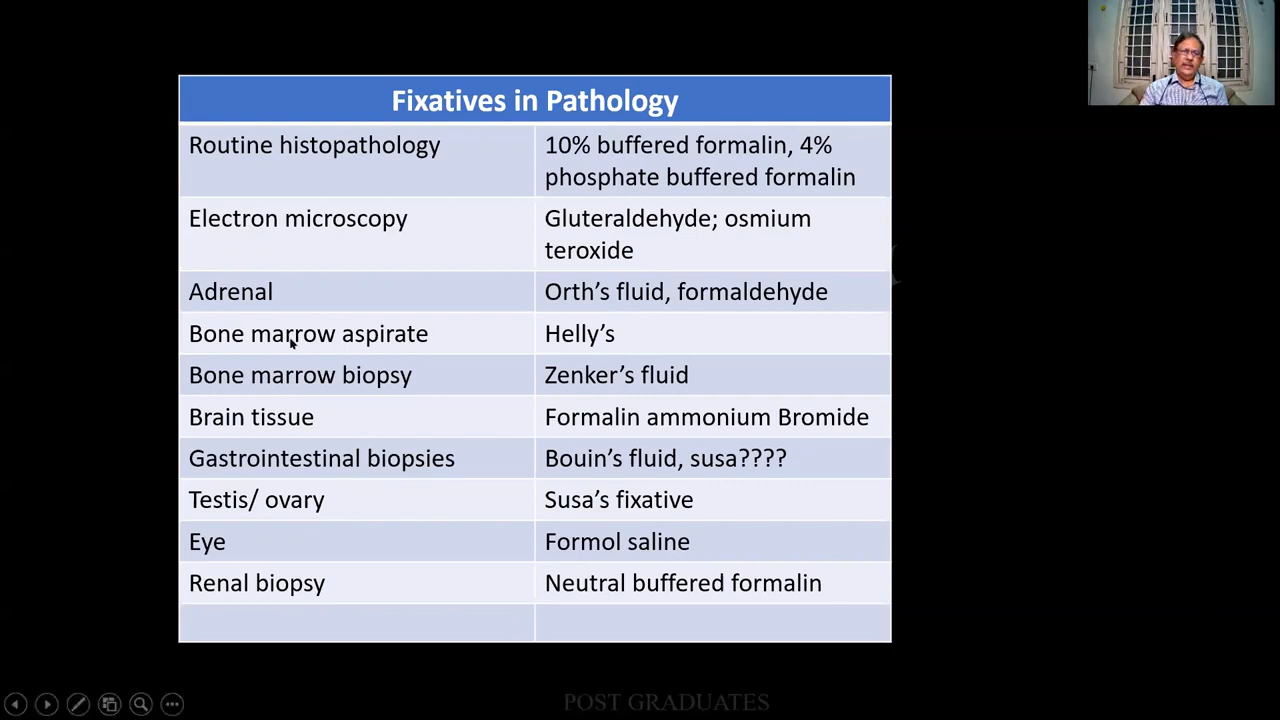 Fixatives in Pathology
Routine histopathology
10% buffered formalin, 4%
phosphate buffered formalin
Electron microscopy
Gluteraldehyde; osmium
teroxide
Adrenal
Orth's fluid, formaldehyde
Bone marrow aspirate
Helly's
Bone marrow biopsy
Zenker's fluid
Brain tissue
Formalin ammonium Bromide
Gastrointestinal biopsies
Bouin's fluid, susa????
Testis/ ovary
Susa's fixative
Eye
Formol saline
Renal biopsy
Neutral buffered formalin
POST GRADUATES